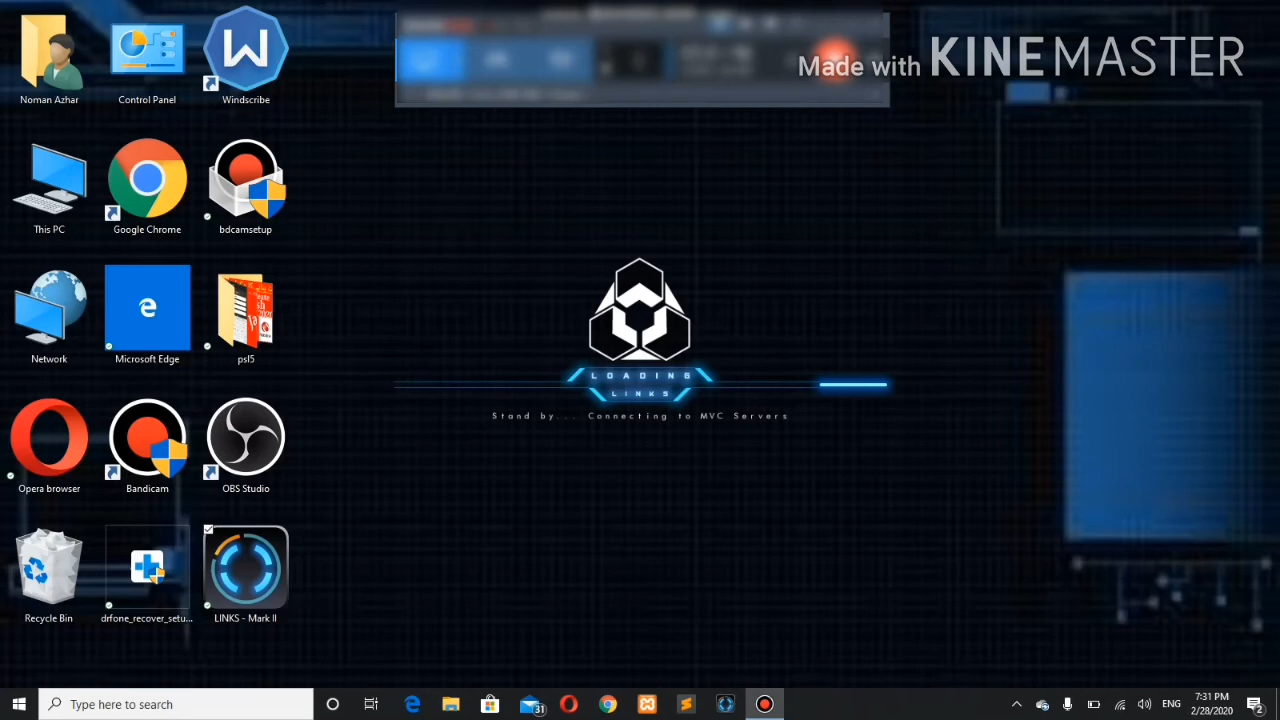 Made with KINEMASTER
Noman Azhar
Control Panel
Windscribe
This PC
Google Chrome
bdcamsetup
Network
Microsoft Edge
psl5
Opera browser
Bandicam
OBS Studio
Recycle Bin
drfone_recover_setu...
LINKS - Mark II
LOADING
LINKS
Stand by... Connecting to MVC Servers
Type here to search
31
ENG
7:31 PM
2/28/2020
2